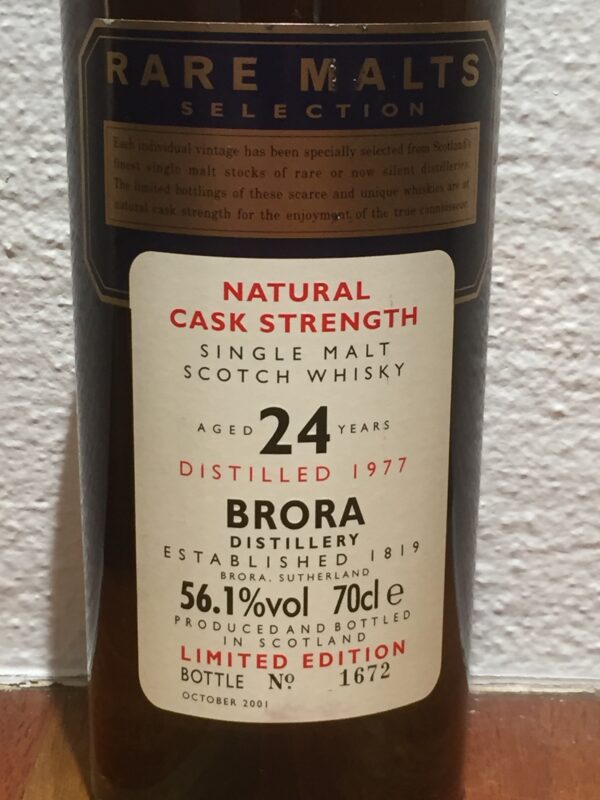 RARE MALTS
SELECTION
Each individual vintage has been specially selected from Scotland's
finest single malt stocks of rare or now silent distilleries.
The limited bottlings of these scarce and unique whiskies are at
natural cask strength for the enjoyment of the true connoisseur.
NATURAL
CASK STRENGTH
SINGLE MALT
SCOTCH WHISKY
AGED 24 YEARS
DISTILLED 1977
BRORA
DISTILLERY
ESTABLISHED 1819
BRORA, SUTHERLAND
56.1%vol 70cl e
PRODUCED AND BOTTLED
IN SCOTLAND
LIMITED EDITION
BOTTLE Nº 1672
OCTOBER 2001